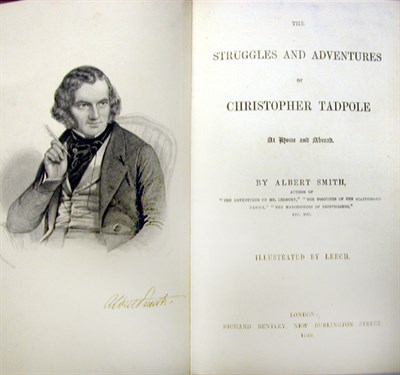 Albert Smith
THE
STRUGGLES AND ADVENTURES
OF
CHRISTOPHER TADPOLE
At Home and Abroad.
BY ALBERT SMITH,
AUTHOR OF
"THE ADVENTURES OF MR. LEDBURY," "THE FORTUNES OF THE SCATTERGOOD
FAMILY," "THE MARCHIONESS OF BRINVILLIERS,"
ETC. ETC.
ILLUSTRATED BY LEECH.
LONDON:
RICHARD BENTLEY, NEW BURLINGTON STREET.